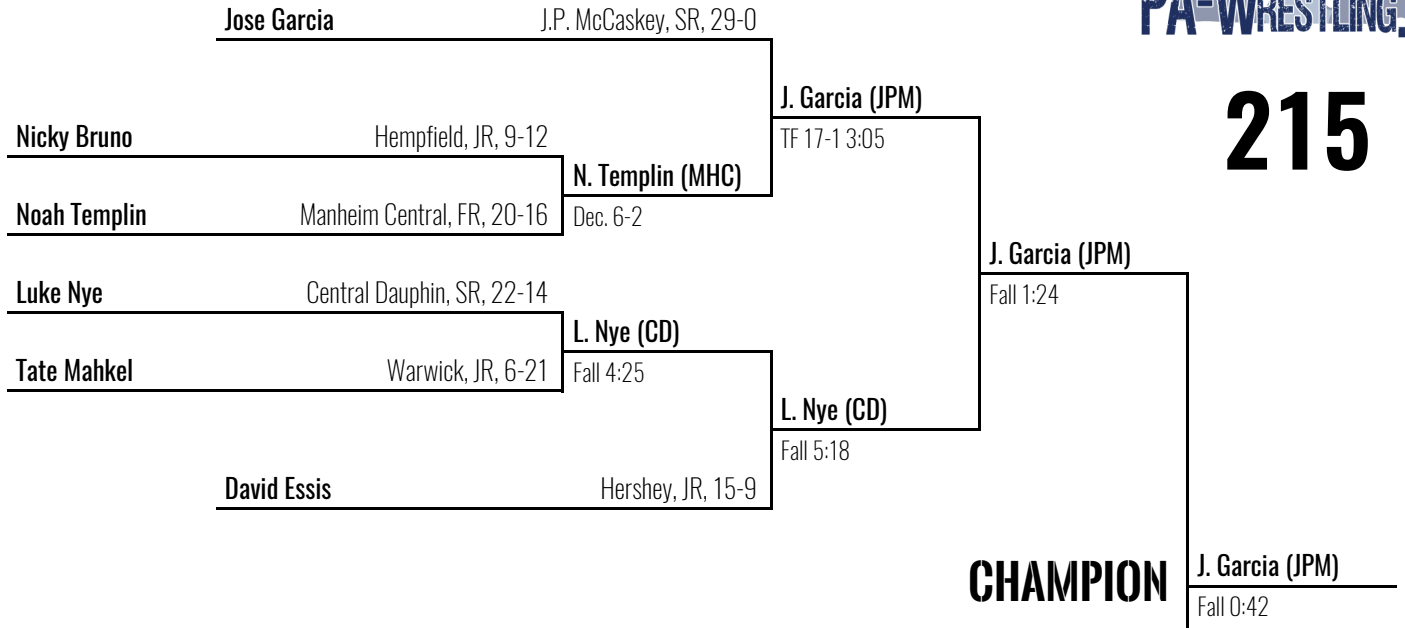 PA-WRESTLING.
Jose Garcia J.P. McCaskey, SR, 29-0
215
J. Garcia (JPM)
TF 17-1 3:05
Nicky Bruno Hempfield, JR, 9-12
N. Templin (MHC)
Dec. 6-2
Noah Templin Manheim Central, FR, 20-16
J. Garcia (JPM)
Fall 1:24
Luke Nye Central Dauphin, SR, 22-14
L. Nye (CD)
Fall 4:25
Tate Mahkel Warwick, JR, 6-21
L. Nye (CD)
Fall 5:18
David Essis Hershey, JR, 15-9
CHAMPION
J. Garcia (JPM)
Fall 0:42